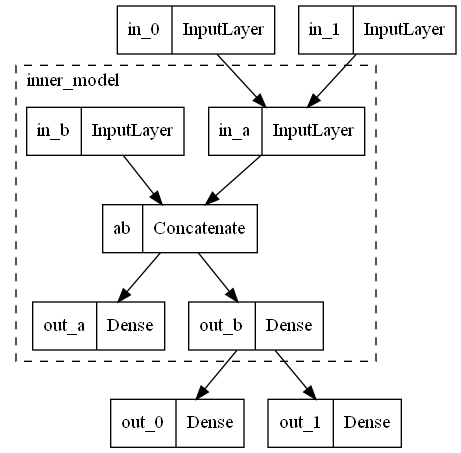 in_0 InputLayer in_1 InputLayer
inner_model
in_b InputLayer in_a InputLayer
ab Concatenate
out_a Dense out_b Dense
out_0 Dense out_1 Dense